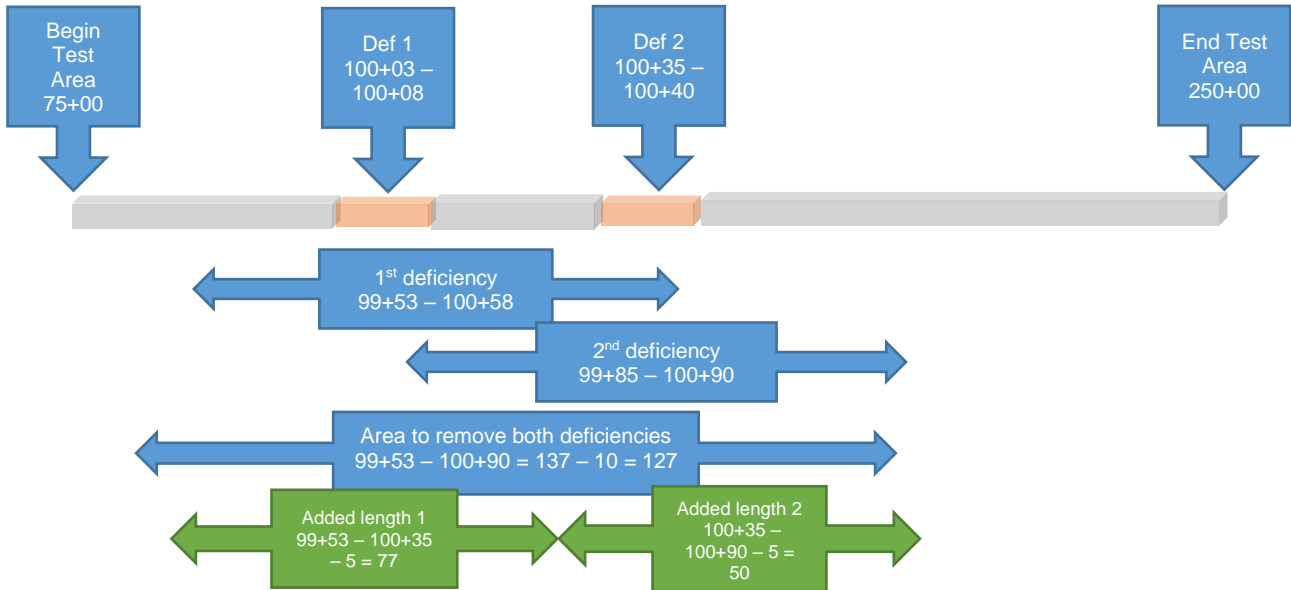 Begin
Test
Area
75+00
Def 1
100+03 –
100+08
Def 2
100+35 –
100+40
End Test
Area
250+00
1st deficiency
99+53 – 100+58
2nd deficiency
99+85 – 100+90
Area to remove both deficiencies
99+53 – 100+90 = 137 – 10 = 127
Added length 1
99+53 – 100+35
– 5 = 77
Added length 2
100+35 –
100+90 – 5 =
50